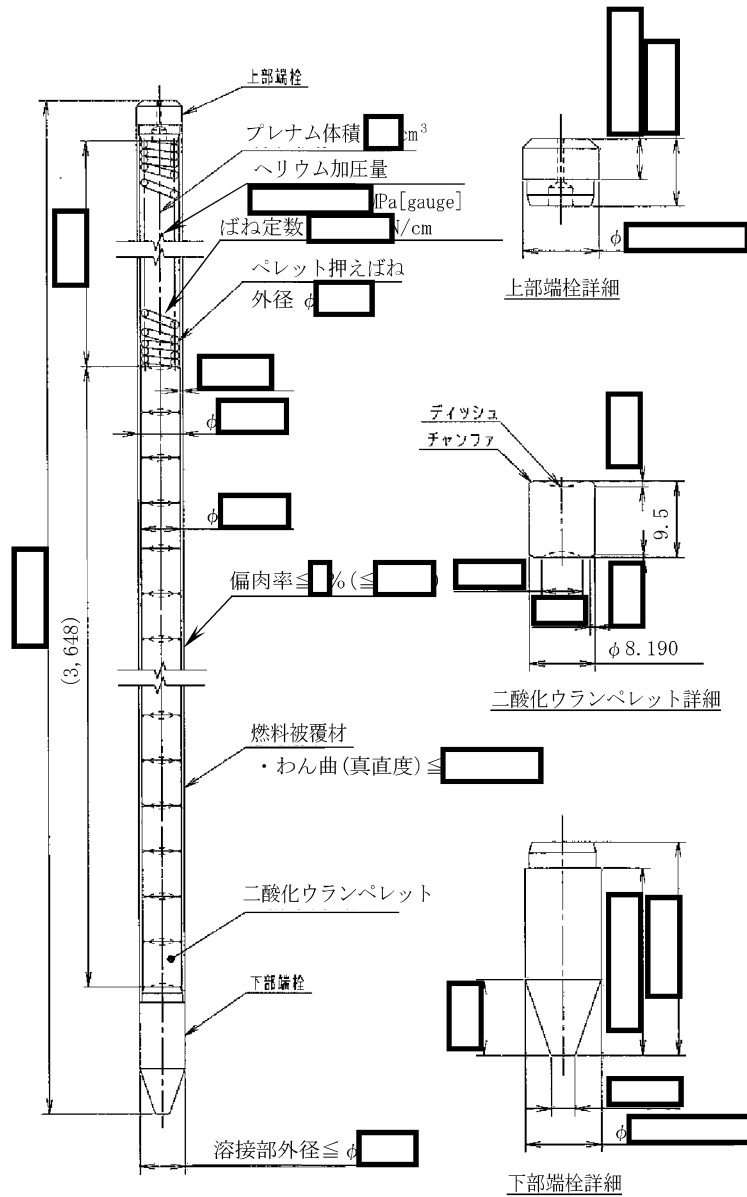 上部端栓
プレナム体積 cm³
ヘリウム加圧量
MPa[gauge]
ばね定数 N/cm
ペレット押えばね
外径 φ
φ
φ
偏肉率≦ %(≦ )
(3,648)
燃料被覆材
・わん曲(真直度)≦
二酸化ウランペレット
下部端栓
溶接部外径≦ φ
φ
上部端栓詳細
ディッシュ
チャンファ
9.5
φ8.190
二酸化ウランペレット詳細
φ
下部端栓詳細